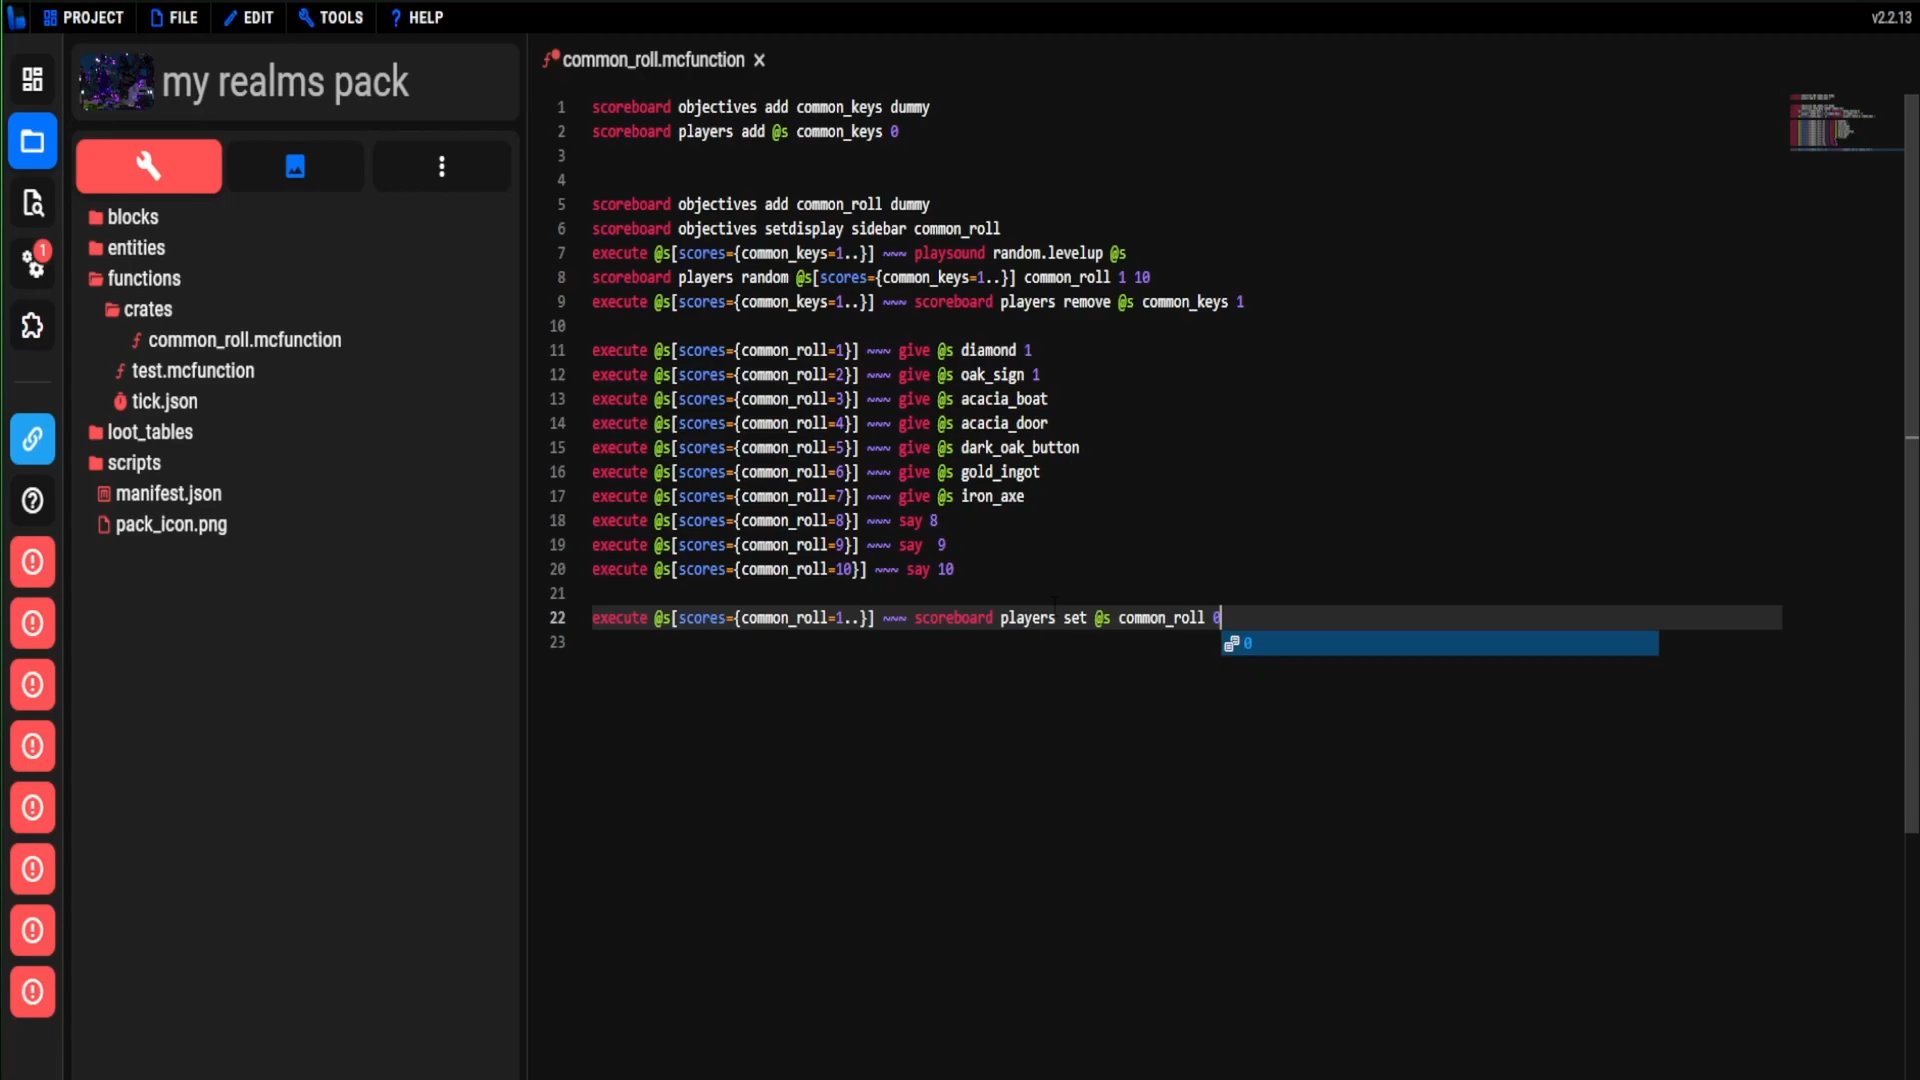 PROJECT FILE EDIT TOOLS HELP v2.2.13
my realms pack
1
blocks
entities
functions
crates
common_roll.mcfunction
test.mcfunction
tick.json
loot_tables
scripts
manifest.json
pack_icon.png
common_roll.mcfunction
1 scoreboard objectives add common_keys dummy
2 scoreboard players add @s common_keys 0
3
4
5 scoreboard objectives add common_roll dummy
6 scoreboard objectives setdisplay sidebar common_roll
7 execute @s[scores={common_keys=1..}] ~~~ playsound random.levelup @s
8 scoreboard players random @s[scores={common_keys=1..}] common_roll 1 10
9 execute @s[scores={common_keys=1..}] ~~~ scoreboard players remove @s common_keys 1
10
11 execute @s[scores={common_roll=1}] ~~~ give @s diamond 1
12 execute @s[scores={common_roll=2}] ~~~ give @s oak_sign 1
13 execute @s[scores={common_roll=3}] ~~~ give @s acacia_boat
14 execute @s[scores={common_roll=4}] ~~~ give @s acacia_door
15 execute @s[scores={common_roll=5}] ~~~ give @s dark_oak_button
16 execute @s[scores={common_roll=6}] ~~~ give @s gold_ingot
17 execute @s[scores={common_roll=7}] ~~~ give @s iron_axe
18 execute @s[scores={common_roll=8}] ~~~ say 8
19 execute @s[scores={common_roll=9}] ~~~ say  9
20 execute @s[scores={common_roll=10}] ~~~ say 10
21
22 execute @s[scores={common_roll=1..}] ~~~ scoreboard players set @s common_roll 0
0
23